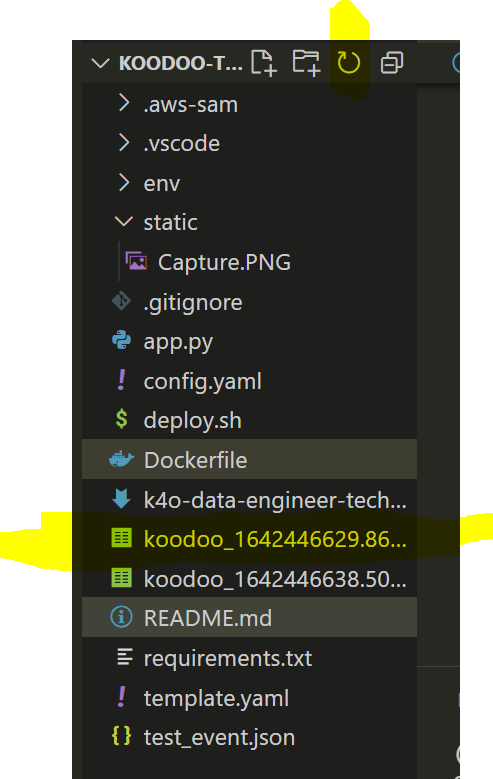 KOODOO-T...
.aws-sam
.vscode
env
static
Capture.PNG
.gitignore
app.py
config.yaml
deploy.sh
Dockerfile
k4o-data-engineer-tech...
koodoo_1642446629.86...
koodoo_1642446638.50...
README.md
requirements.txt
template.yaml
test_event.json